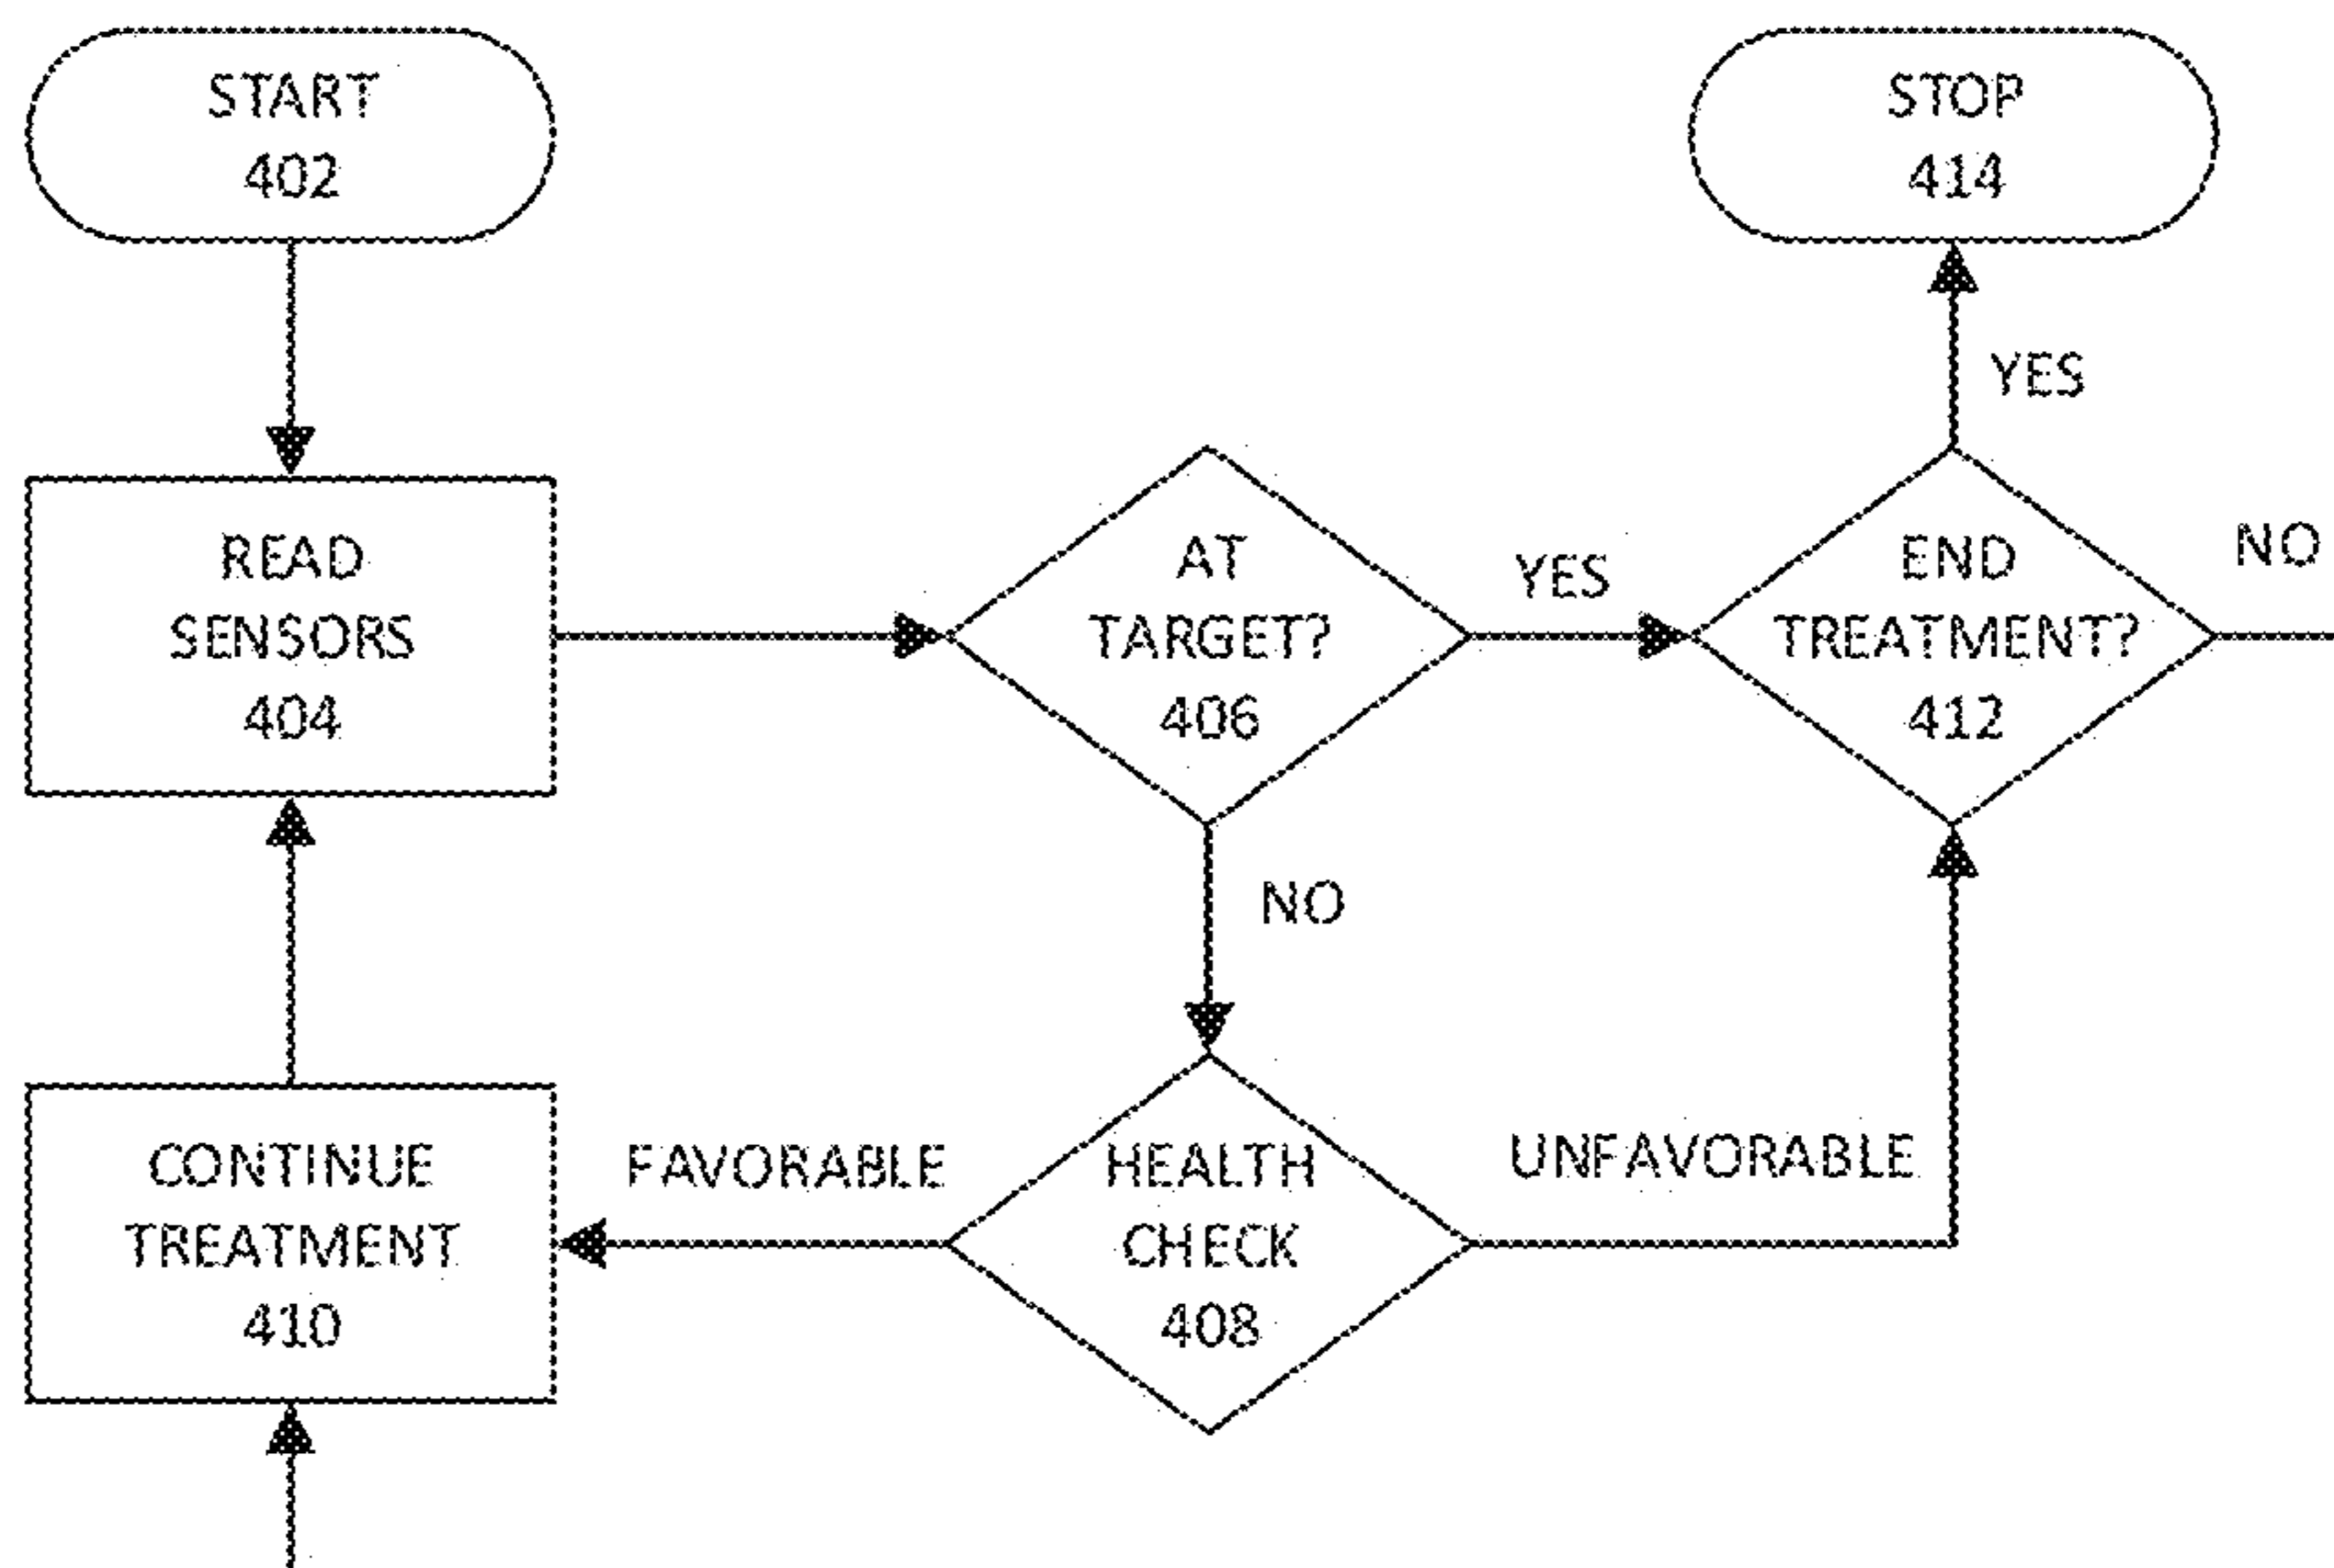 START
402
STOP
414
YES
READ
SENSORS
404
AT
TARGET?
406
YES
END
TREATMENT?
412
NO
NO
CONTINUE
TREATMENT
410
FAVORABLE
HEALTH
CHECK
408
UNFAVORABLE